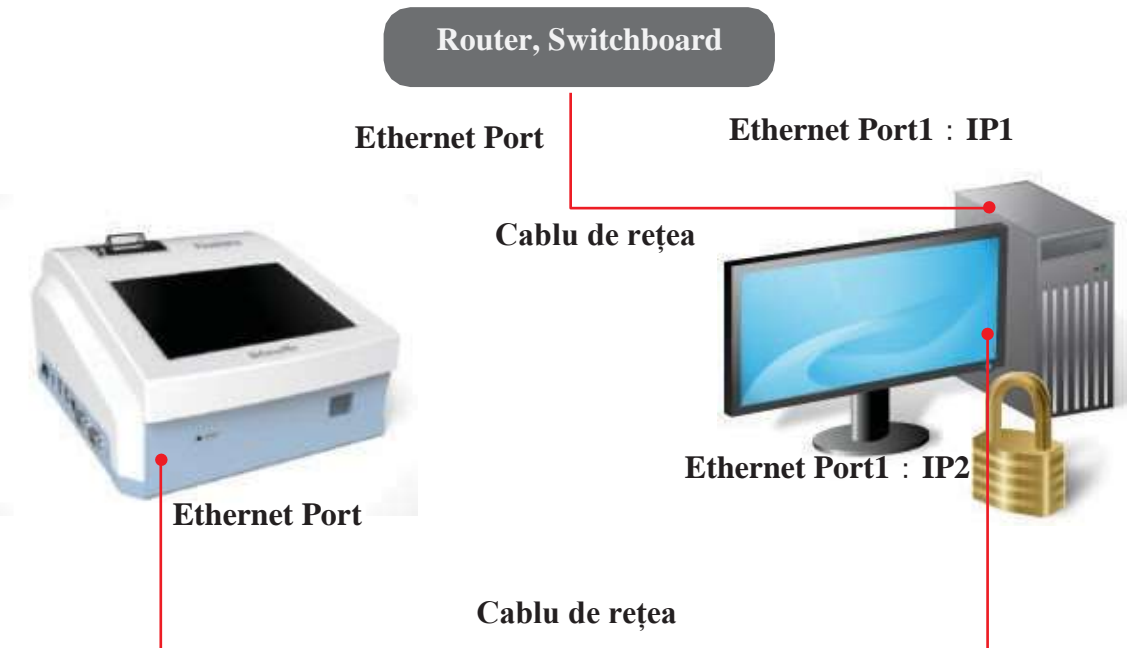 Router, Switchboard
Ethernet Port
Ethernet Port1：IP1
Cablu de rețea
Ethernet Port1：IP2
Ethernet Port
Cablu de rețea